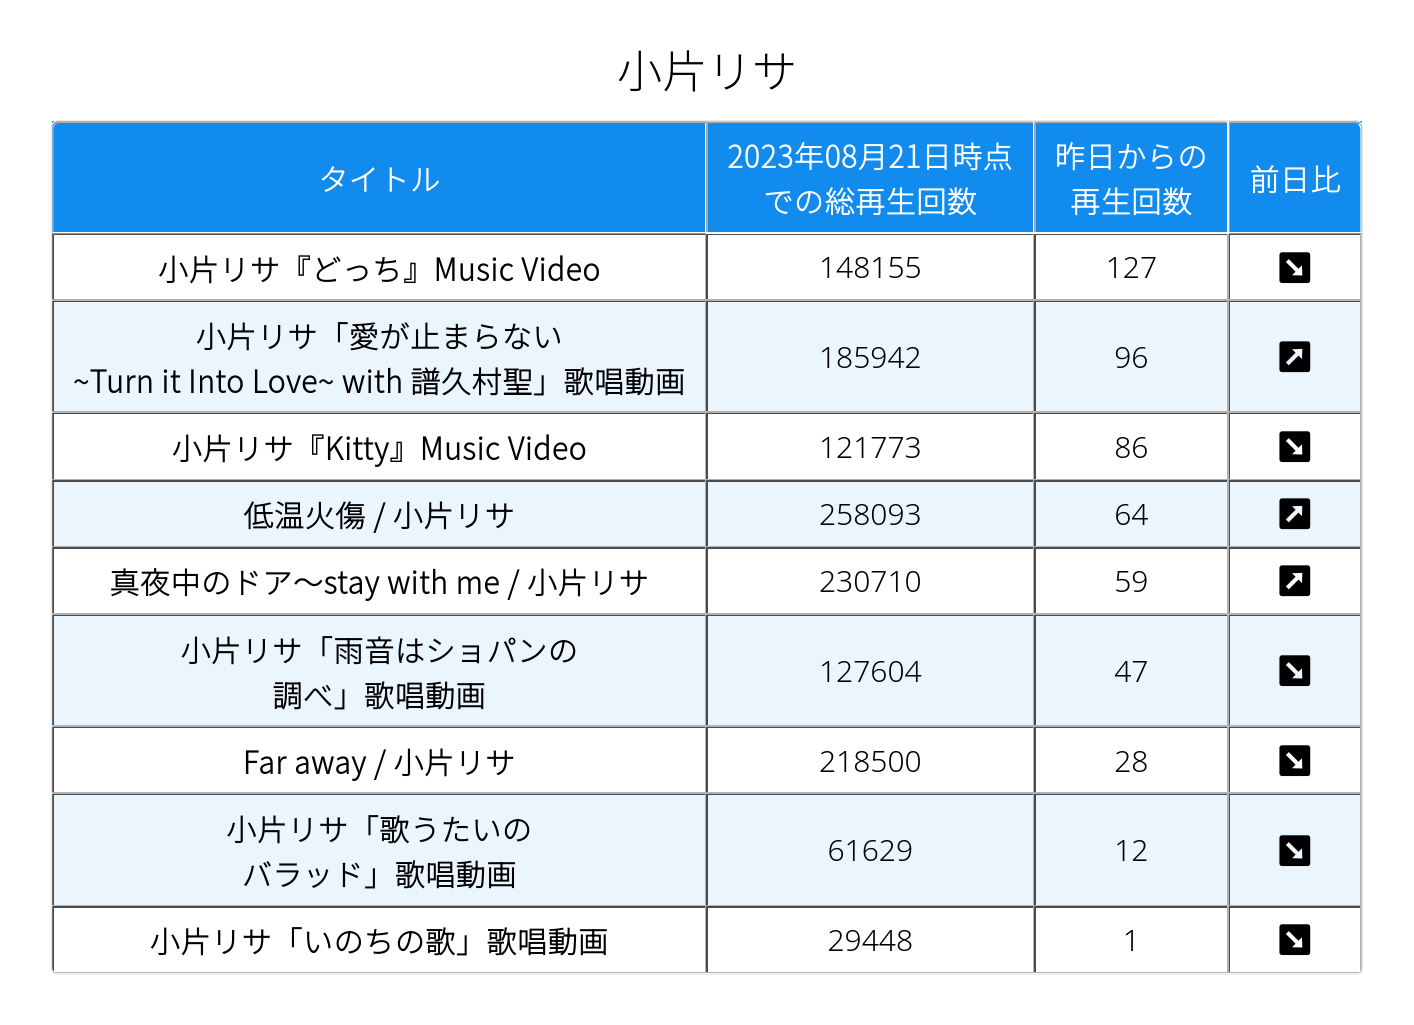 小片リサ
タイトル
2023年08月21日時点
での総再生回数
昨日からの
再生回数
前日比
小片リサ『どっち』Music Video
148155
127
↘
小片リサ「愛が止まらない
~Turn it Into Love~ with 譜久村聖」歌唱動画
185942
96
↗
小片リサ『Kitty』Music Video
121773
86
↘
低温火傷 / 小片リサ
258093
64
↗
真夜中のドア〜stay with me / 小片リサ
230710
59
↗
小片リサ「雨音はショパンの
調べ」歌唱動画
127604
47
↘
Far away / 小片リサ
218500
28
↘
小片リサ「歌うたいの
バラッド」歌唱動画
61629
12
↘
小片リサ「いのちの歌」歌唱動画
29448
1
↘